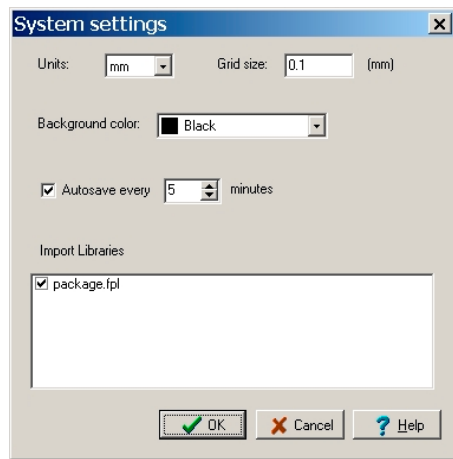 System settings
Units: mm Grid size: 0.1 (mm)
Background color: Black
Autosave every 5 minutes
Import Libraries
package.fpl
OK Cancel Help